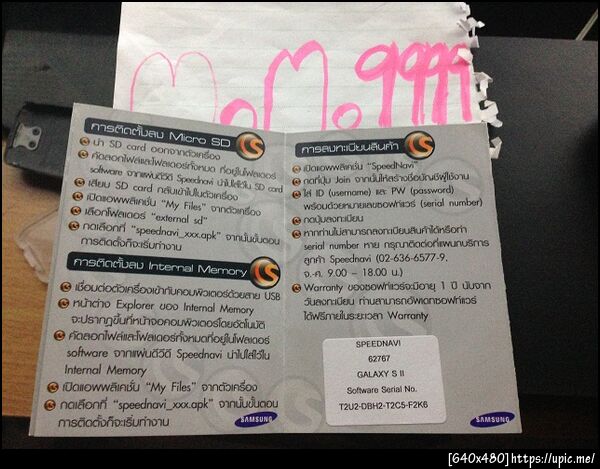 M.M.9999
การติดตั้งลง Micro SD
นำ SD card ออกจากตัวเครื่อง
คัดลอกไฟล์และโฟลเดอร์ทั้งหมด ที่อยู่ในโฟลเดอร์
software จากแผ่นดีวีดี Speednavi นำไปใส่ไว้ใน SD card
เสียบ SD card กลับเข้าไปในตัวเครื่อง
เปิดแอพพลิเคชั่น "My Files" จากตัวเครื่อง
เลือกโฟลเดอร์ "external sd"
กดเลือกที่ "speednavi_xxx.apk" จากนั้นขั้นตอน
การติดตั้งก็จะเริ่มทำงาน
การติดตั้งลง Internal Memory
เชื่อมต่อตัวเครื่องเข้ากับคอมพิวเตอร์ด้วยสาย USB
หน้าต่าง Explorer ของ Internal Memory
จะปรากฏขึ้นที่หน้าจอคอมพิวเตอร์โดยอัตโนมัติ
คัดลอกไฟล์และโฟลเดอร์ทั้งหมดที่อยู่ในโฟลเดอร์
software จากแผ่นดีวีดี Speednavi นำไปใส่ไว้ใน
Internal Memory
เปิดแอพพลิเคชั่น "My Files" จากตัวเครื่อง
กดเลือกที่ "speednavi_xxx.apk" จากนั้นขั้นตอน
การติดตั้งก็จะเริ่มทำงาน
SAMSUNG
การลงทะเบียนสินค้า
เปิดแอพพลิเคชั่น "SpeedNavi"
กดที่ปุ่ม Join จากนั้นให้สร้างชื่อบัญชีผู้ใช้งาน
ใส่ ID (username) และ PW (password)
พร้อมด้วยหมายเลขซอฟท์แวร์ (serial number)
กดปุ่มลงทะเบียน
หากท่านไม่สามารถลงทะเบียนสินค้าได้หรือทำ
serial number หาย กรุณาติดต่อที่แผนกบริการ
ลูกค้า Speednavi (02-636-6577-9,
จ.-ศ. 9.00 - 18.00 น.)
Warranty ของซอฟท์แวร์จะมีอายุ 1 ปี นับจาก
วันลงทะเบียน ท่านสามารถอัพเดทซอฟท์แวร์
ได้ฟรีภายในระยะเวลา Warranty
SPEEDNAVI
62767
GALAXY S II
Software Serial No.
T2U2-DBH2-T2C5-F2K6
SAMSUNG
[640x480]https://upic.me/